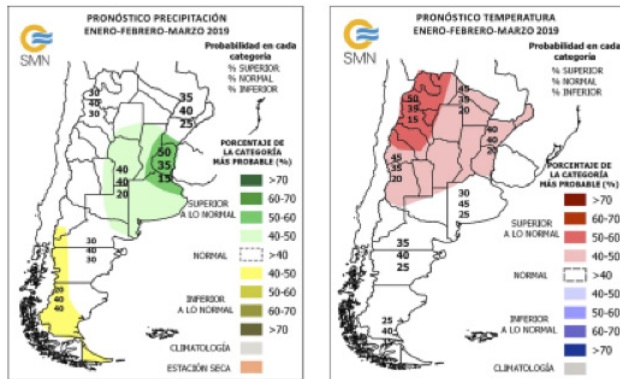 PRONÓSTICO PRECIPITACIÓN
ENERO-FEBRERO-MARZO 2019
SMN
Probabilidad en cada
categoría
% SUPERIOR
% NORMAL
% INFERIOR
30
40
30
35
40
25
50
35
15
40
40
20
30
40
30
20
40
40
PORCENTAJE DE
LA CATEGORÍA
MÁS PROBABLE (%)
>70
60-70
50-60
40-50
SUPERIOR
A LO NORMAL
NORMAL
>40
40-50
50-60
60-70
>70
INFERIOR
A LO NORMAL
CLIMATOLOGÍA
ESTACIÓN SECA
PRONÓSTICO TEMPERATURA
ENERO-FEBRERO-MARZO 2019
SMN
Probabilidad en cada
categoría
% SUPERIOR
% NORMAL
% INFERIOR
50
35
15
45
35
20
40
40
20
45
35
20
30
45
25
35
40
25
25
40
PORCENTAJE DE
LA CATEGORÍA
MÁS PROBABLE (%)
>70
60-70
50-60
40-50
SUPERIOR
A LO NORMAL
NORMAL
>40
40-50
50-60
60-70
>70
INFERIOR
A LO NORMAL
CLIMATOLOGÍA